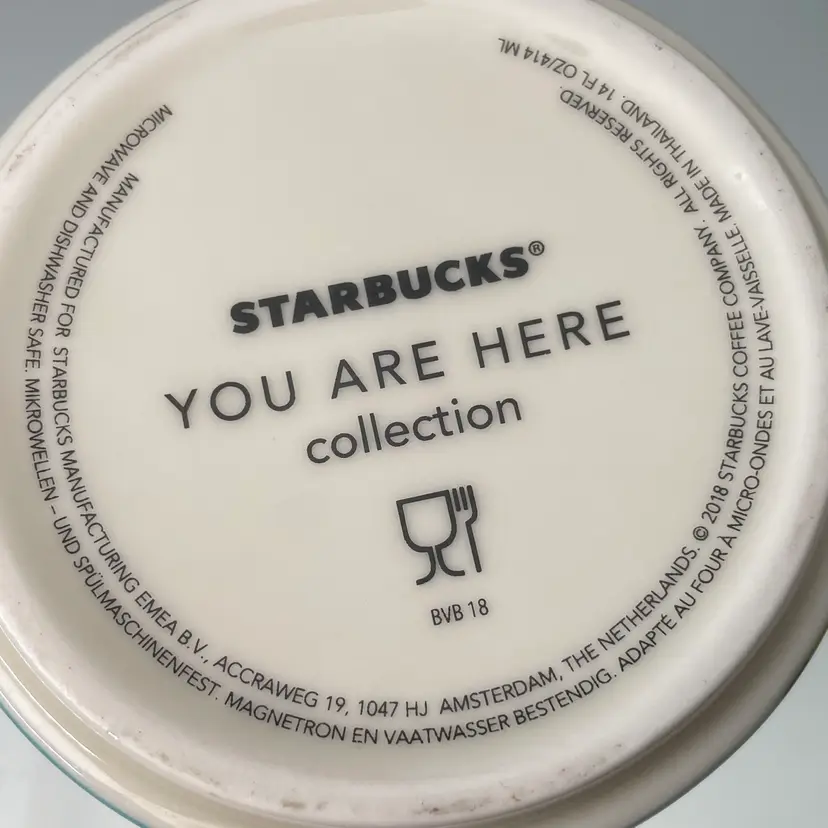 STARBUCKS®
YOU ARE HERE
collection
BVB 18
MANUFACTURED FOR STARBUCKS MANUFACTURING EMEA B.V., ACCRAWEG 19, 1047 HJ AMSTERDAM, THE NETHERLANDS. © 2018 STARBUCKS COFFEE COMPANY. ALL RIGHTS RESERVED.
MICROWAVE AND DISHWASHER SAFE. MIKROWELLEN – UND SPÜLMASCHINENFEST. MAGNETRON EN VAATWASSER BESTENDIG. ADAPTÉ AU FOUR À MICRO-ONDES ET AU LAVE-VAISSELLE. MADE IN THAILAND. 14 FL OZ/414 ML